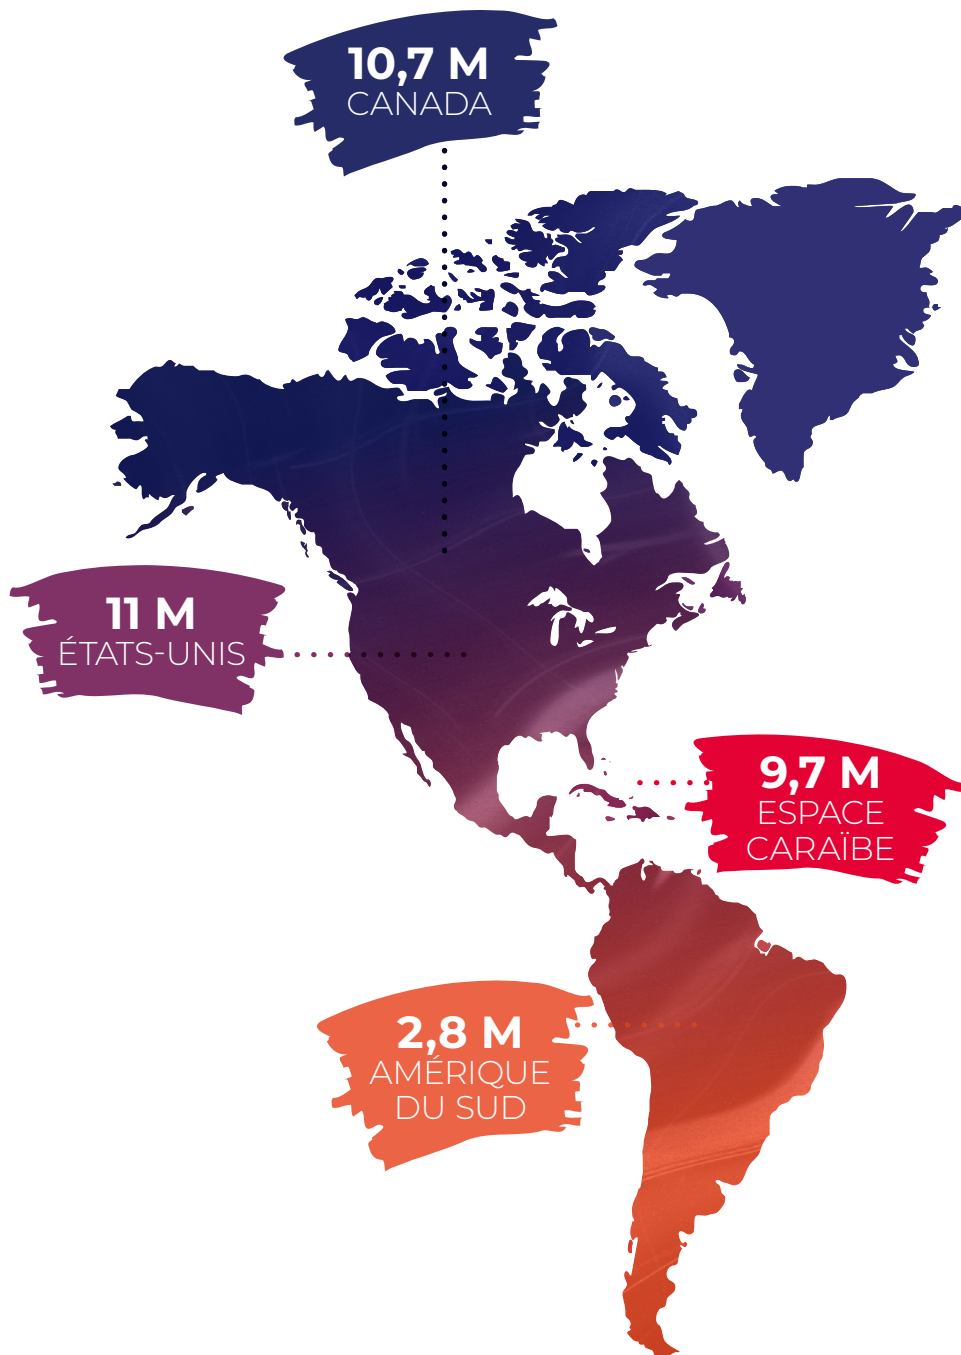 10,7 M
CANADA
11 M
ÉTATS-UNIS
9,7 M
ESPACE
CARAÏBE
2,8 M
AMÉRIQUE
DU SUD